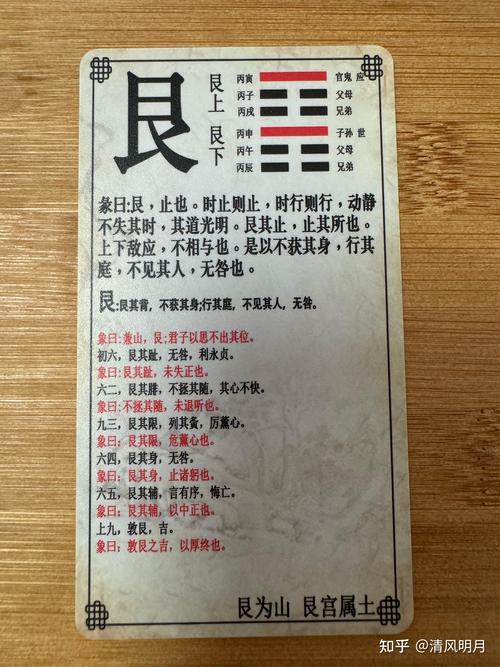 艮
艮上
艮下
丙寅 官鬼 应
丙子 父母
丙戌 兄弟
丙申 子孙 世
丙午 父母
丙辰 兄弟
彖曰:艮，止也。时止则止，时行则行，动静
不失其时，其道光明。艮其止，止其所也。
上下敌应，不相与也。是以不获其身，行其
庭，不见其人，无咎也。
艮:艮其背，不获其身;行其庭，不见其人，无咎。
象曰:兼山，艮;君子以思不出其位。
初六，艮其趾，无咎，利永贞。
象曰:艮其趾，未失正也。
六二，艮其腓，不拯其随，其心不快。
象曰:不拯其随，未退听也。
九三，艮其限，列其夤，厉薰心。
象曰：艮其限，危薰心也。
六四，艮其身，无咎。
象曰：艮其身，止诸躬也。
六五，艮其辅，言有序，悔亡。
象曰：艮其辅，以中正也。
上九，敦艮，吉。
象曰：敦艮之吉，以厚终也。
艮为山 艮宫属土
知乎 @清风明月